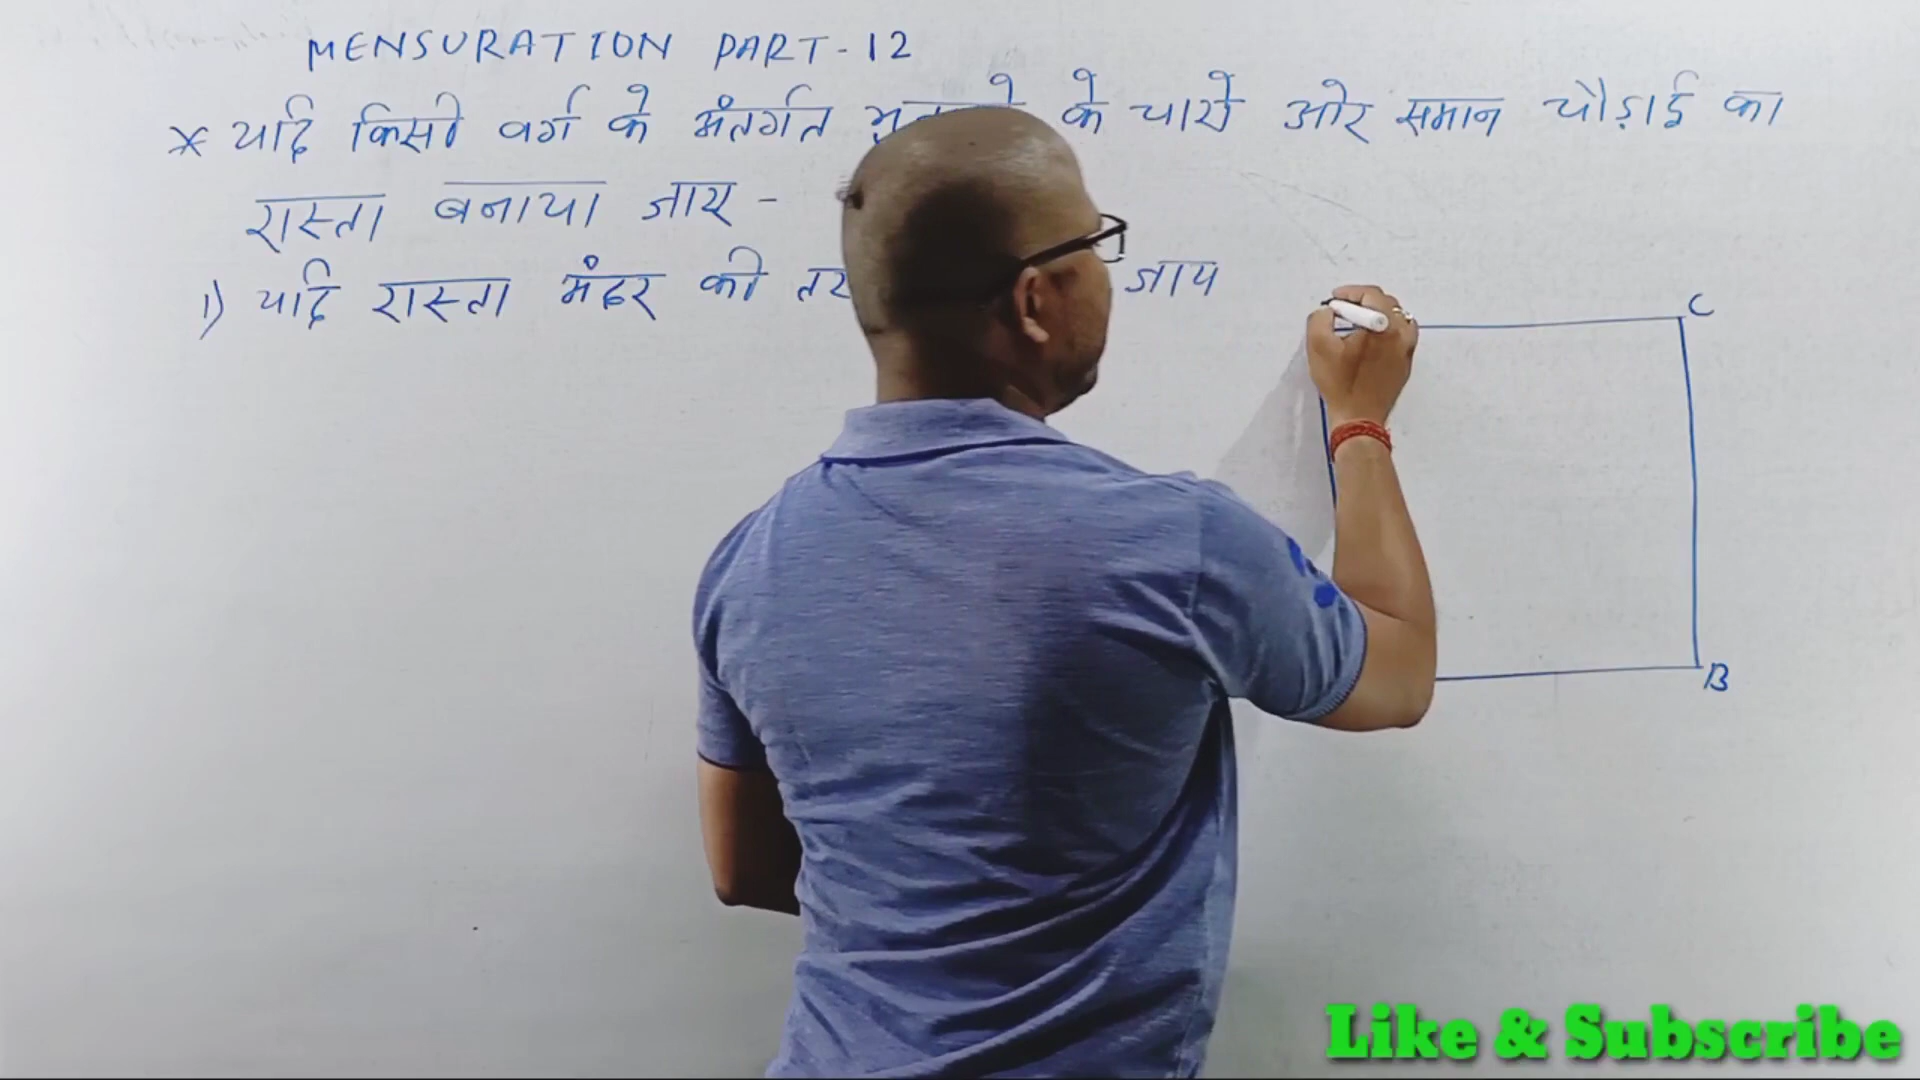 MENSURATION PART-12
* यदि किसी वर्ग के अंतर्गत के चारो ओर समान चौड़ाई का
रास्ता बनाया जाए -
1) यदि रास्ता अंदर की जाय
C
B
Like & Subscribe